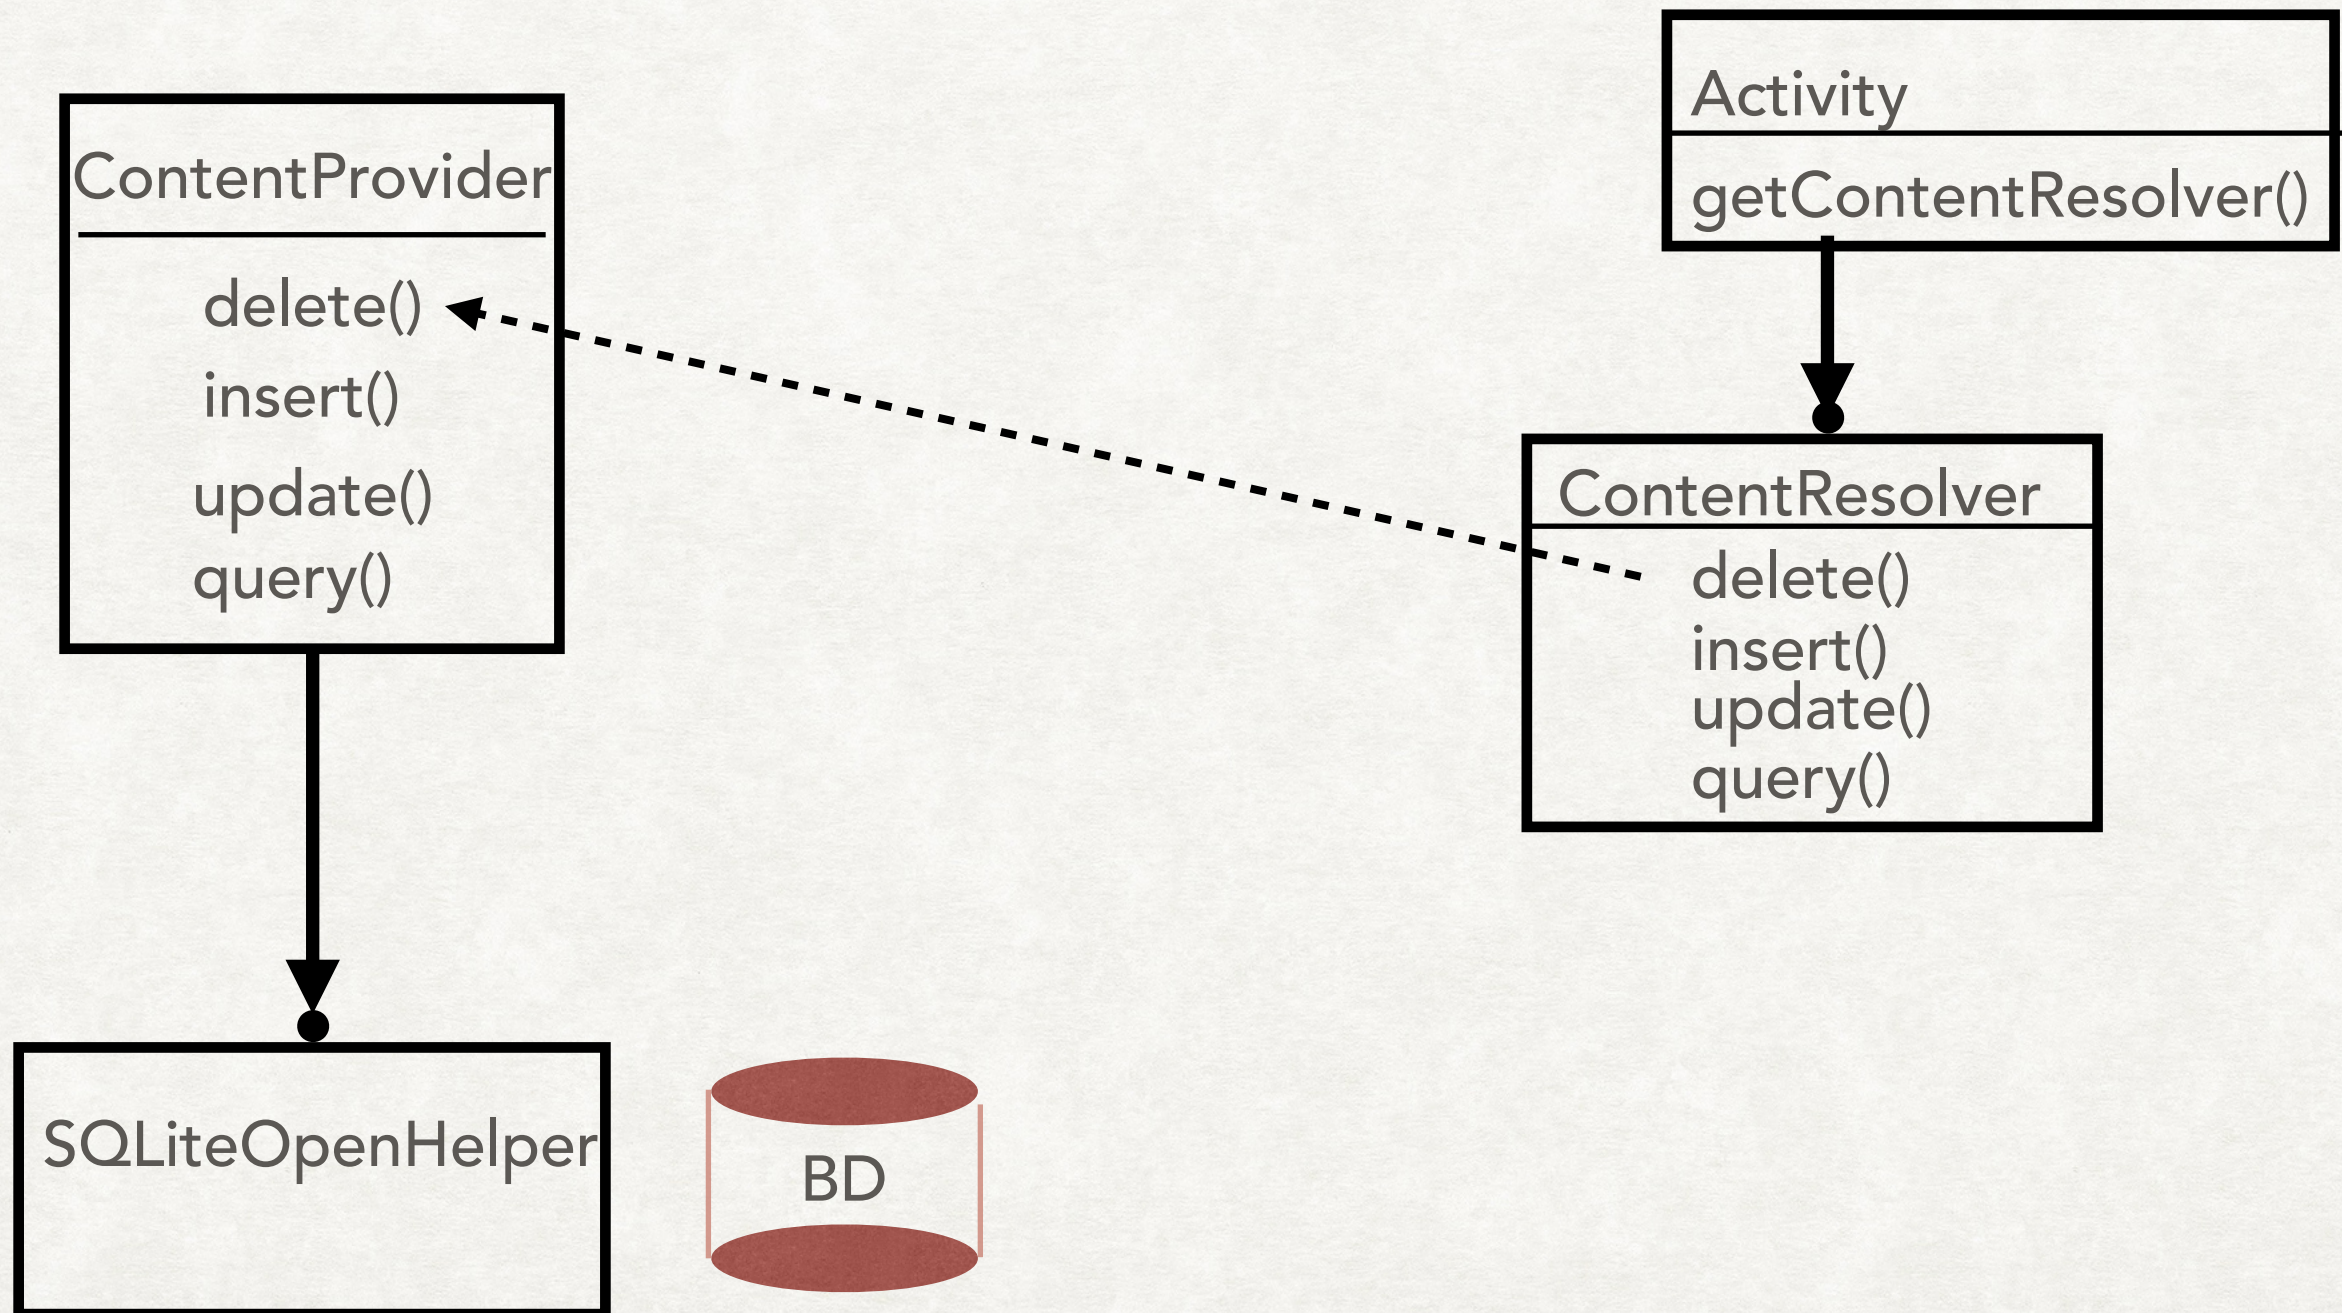 ContentProvider
delete()
insert()
update()
query()
Activity
getContentResolver()
ContentResolver
delete()
insert()
update()
query()
SQLiteOpenHelper
BD